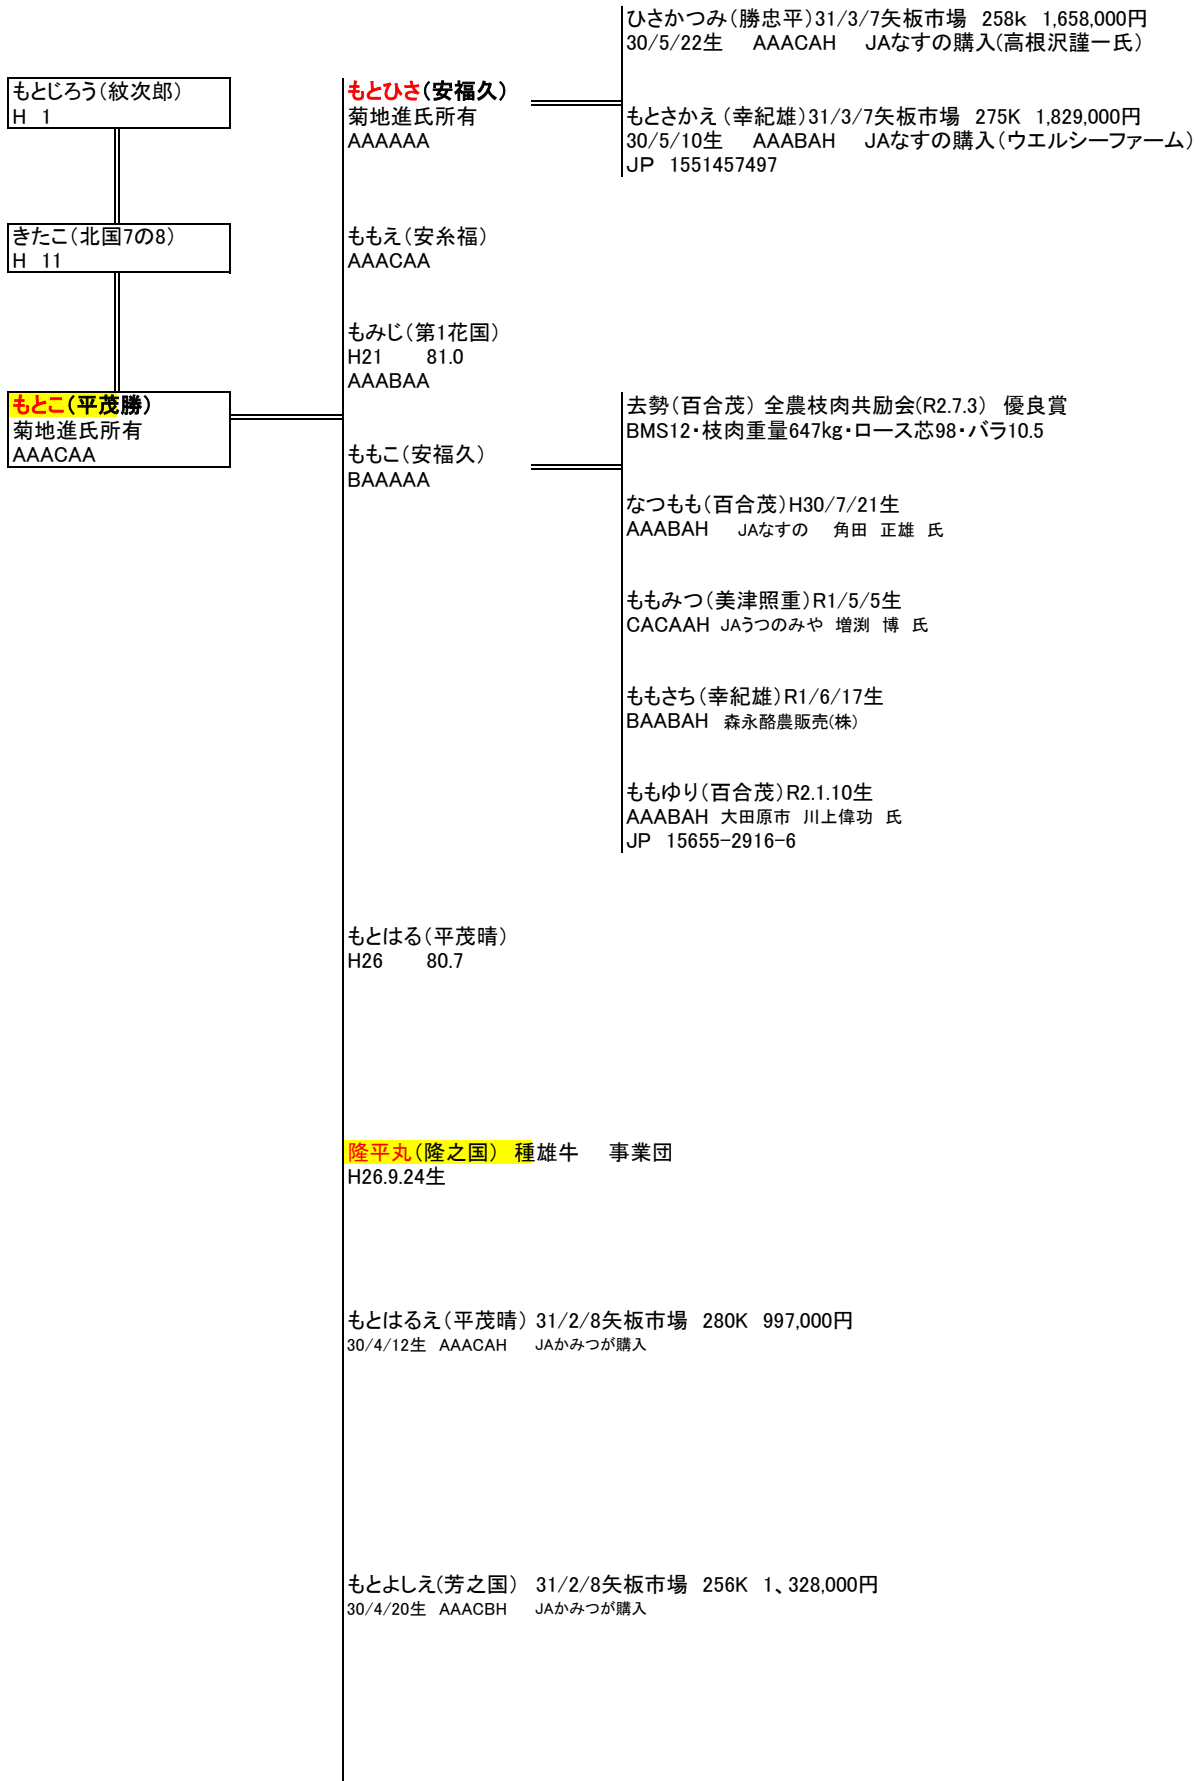 もとじろう（紋次郎）
H 1
きたこ（北国7の8）
H 11
もとこ（平茂勝）
菊地進氏所有
AAACAA
もとひさ（安福久）
菊地進氏所有
AAAAAA
ももえ（安糸福）
AAACAA
もみじ（第1花国）
H21 81.0
AAABAA
ももこ（安福久）
BAAAAA
もとはる（平茂晴）
H26 80.7
隆平丸（隆之国） 種雄牛 事業団
H26.9.24生
もとはるえ（平茂晴） 31/2/8矢板市場 280K 997,000円
30/4/12生 AAACAH JAかみつが購入
もとよしえ(芳之国） 31/2/8矢板市場 256K 1、328,000円
30/4/20生 AAACBH JAかみつが購入
ひさかつみ（勝忠平）31/3/7矢板市場 258k 1,658,000円
30/5/22生 AAACAH JAなすの購入(高根沢謹一氏）
もとさかえ（幸紀雄）31/3/7矢板市場 275K 1,829,000円
30/5/10生 AAABAH JAなすの購入（ウエルシーファーム）
JP 1551457497
去勢（百合茂） 全農枝肉共励会(R2.7.3） 優良賞
BMS12・枝肉重量647kg・ロース芯98・バラ10.5
なつもも（百合茂）H30/7/21生
AAABAH JAなすの 角田 正雄 氏
ももみつ（美津照重）R1/5/5生
CACAAH JAうつのみや 増渕 博 氏
ももさち（幸紀雄）R1/6/17生
BAABAH 森永酪農販売(株)
ももゆり（百合茂）R2.1.10生
AAABAH 大田原市 川上偉功 氏
JP 15655-2916-6